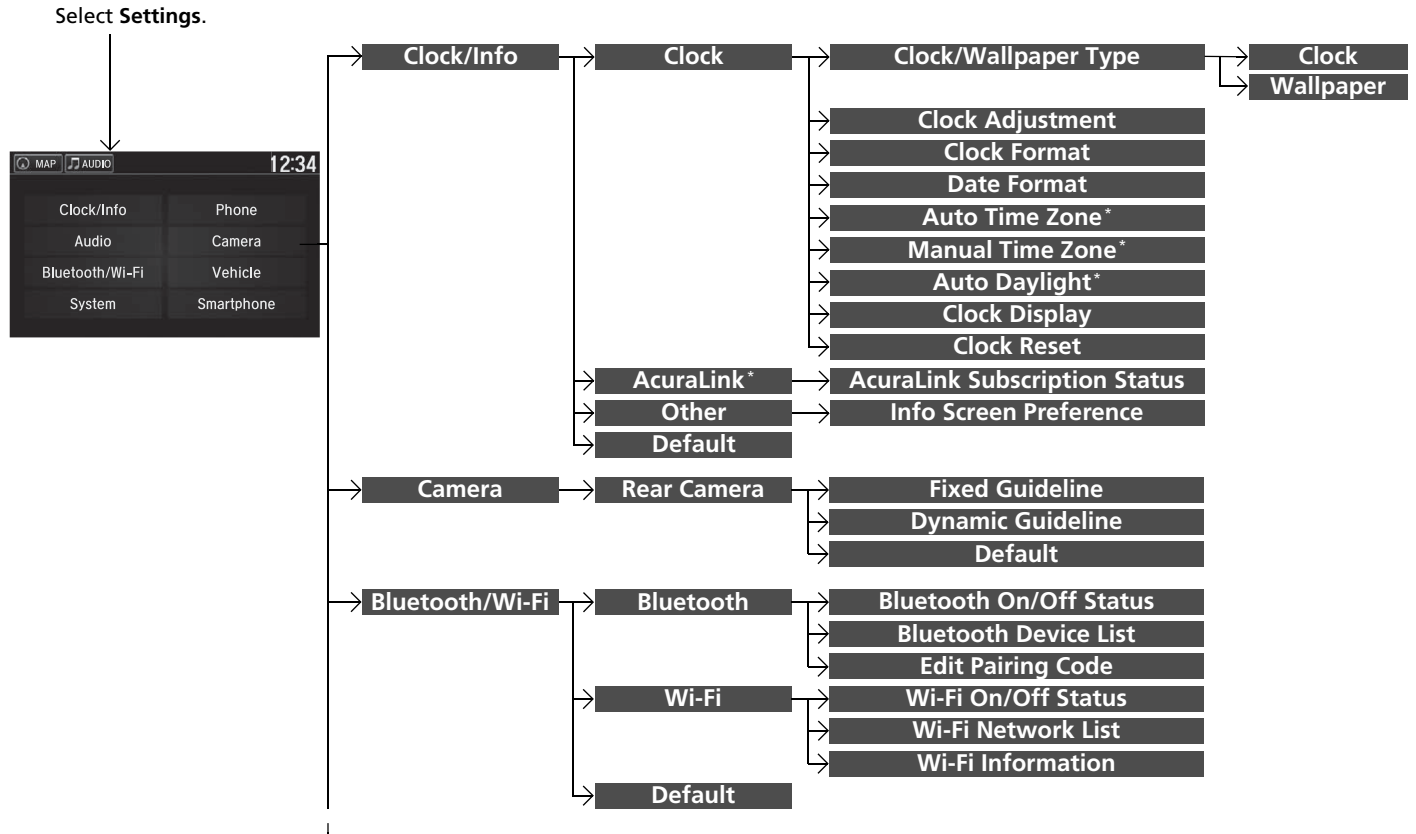 Select Settings.
MAP AUDIO 12:34
Clock/Info Phone
Audio Camera
Bluetooth/Wi-Fi Vehicle
System Smartphone
Clock/Info
Clock
Clock/Wallpaper Type
Clock
Wallpaper
Clock Adjustment
Clock Format
Date Format
Auto Time Zone*
Manual Time Zone*
Auto Daylight*
Clock Display
Clock Reset
AcuraLink*
AcuraLink Subscription Status
Other
Info Screen Preference
Default
Camera
Rear Camera
Fixed Guideline
Dynamic Guideline
Default
Bluetooth/Wi-Fi
Bluetooth
Bluetooth On/Off Status
Bluetooth Device List
Edit Pairing Code
Wi-Fi
Wi-Fi On/Off Status
Wi-Fi Network List
Wi-Fi Information
Default